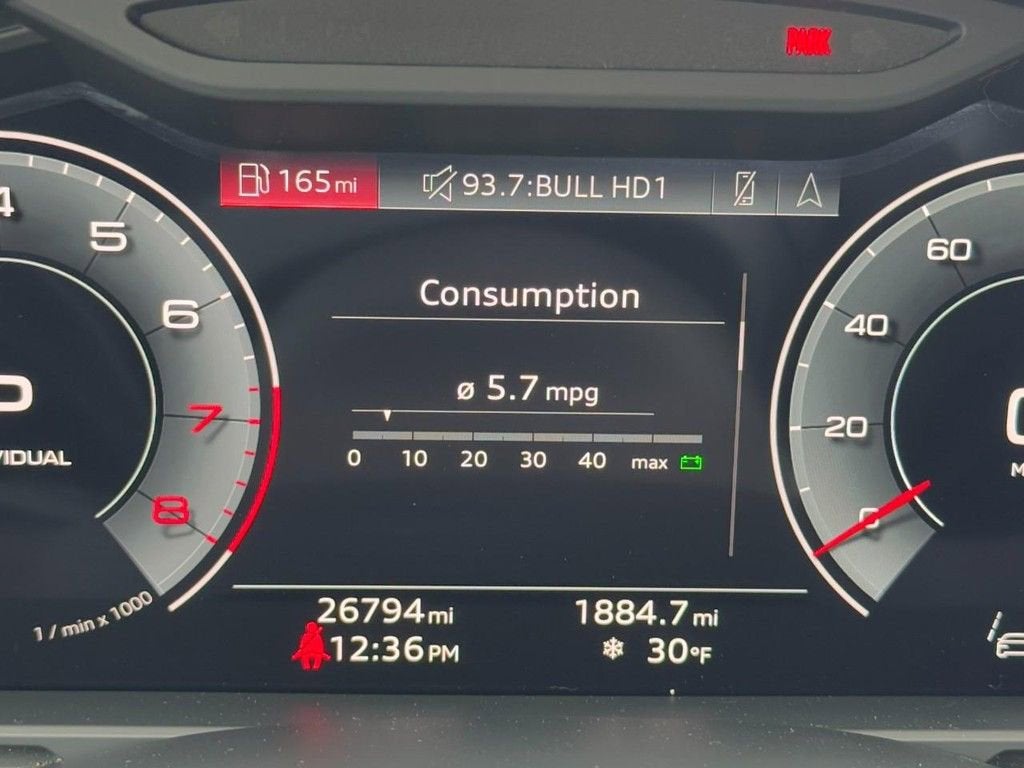 PARK
165 mi
93.7:BULL HD1
4
5
6
7
8
1 / min x 1000
Consumption
ø 5.7 mpg
0 10 20 30 40 max
60
40
20
0
26794 mi
1884.7 mi
12:36 PM
30°F